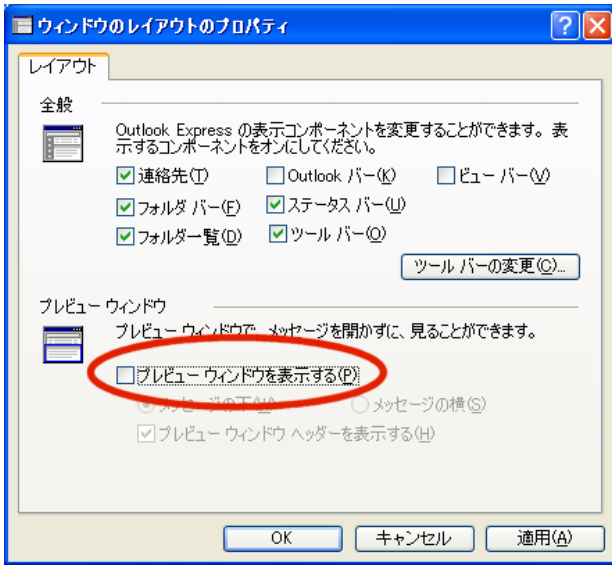 ウィンドウのレイアウトのプロパティ
レイアウト
全般
Outlook Express の表示コンポーネントを変更することができます。表
示するコンポーネントをオンにしてください。
連絡先(T) Outlook バー(K) ビュー バー(V)
フォルダ バー(F) ステータス バー(U)
フォルダ一覧(D) ツール バー(O)
ツール バーの変更(C)...
プレビュー ウィンドウ
プレビュー ウィンドウで、メッセージを開かずに、見ることができます。
プレビュー ウィンドウを表示する(P)
メッセージの下(W) メッセージの横(S)
プレビュー ウィンドウ ヘッダーを表示する(H)
OK キャンセル 適用(A)